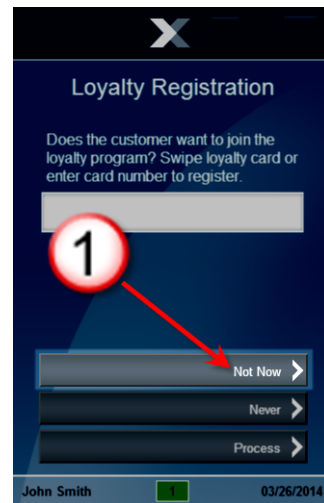 Loyalty Registration
Does the customer want to join the
loyalty program? Swipe loyalty card or
enter card number to register.
1
Not Now
Never
Process
John Smith 1 03/26/2014